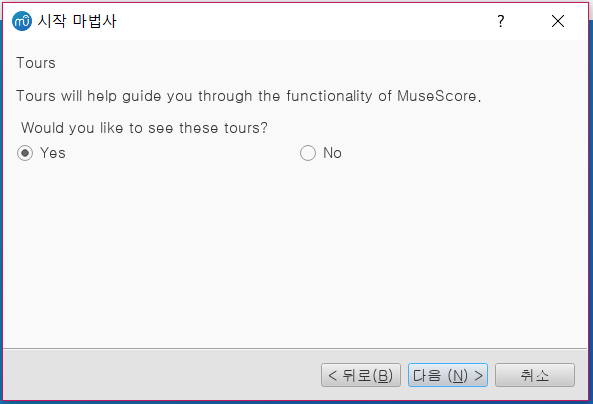 시작 마법사
Tours
Tours will help guide you through the functionality of MuseScore.
Would you like to see these tours?
Yes No
< 뒤로(B) 다음 (N) > 취소